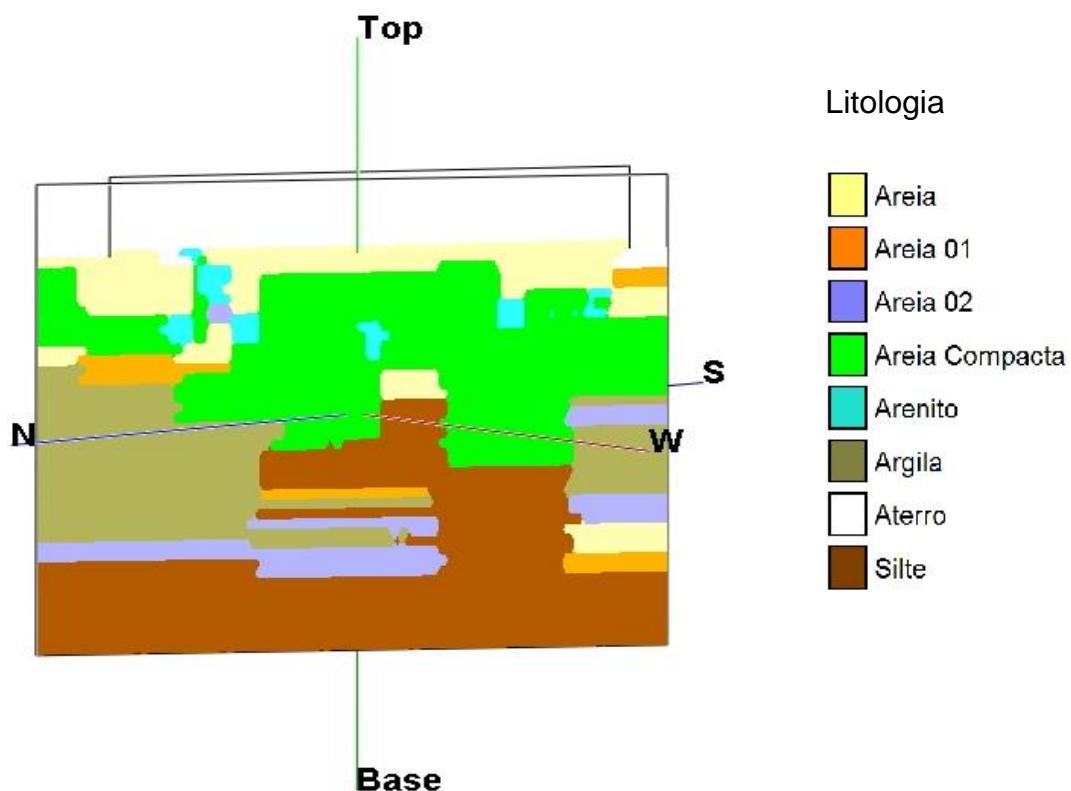 Top
Litologia
Areia
Areia 01
Areia 02
Areia Compacta
Arenito
Argila
Aterro
Silte
S
N
W
Base